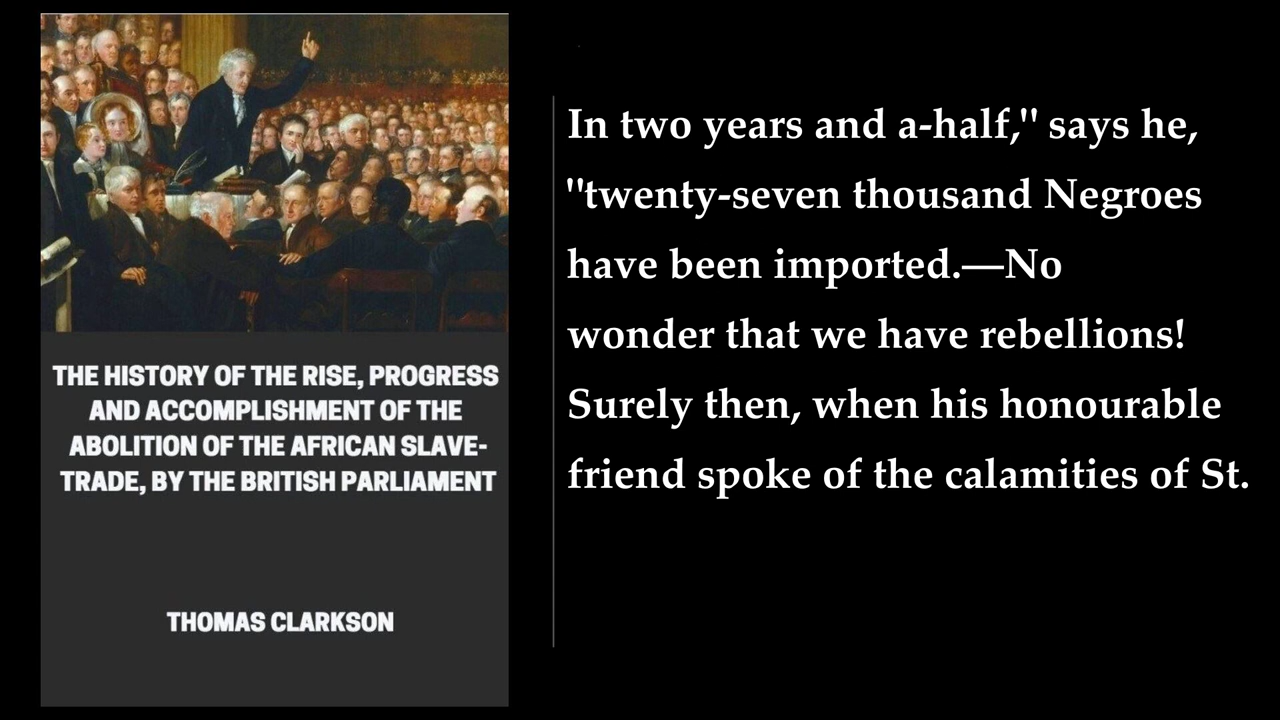 THE HISTORY OF THE RISE, PROGRESS
AND ACCOMPLISHMENT OF THE
ABOLITION OF THE AFRICAN SLAVE-
TRADE, BY THE BRITISH PARLIAMENT
THOMAS CLARKSON
In two years and a-half," says he,
"twenty-seven thousand Negroes
have been imported.—No
wonder that we have rebellions!
Surely then, when his honourable
friend spoke of the calamities of St.